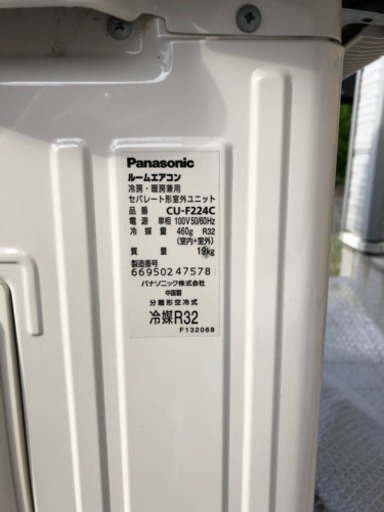 Panasonic
ルームエアコン
冷房・暖房兼用
セパレート形室外ユニット
品番 CU-F224C
電源 単相 100V 50/60Hz
冷媒量 460g R32
(室内+室外)
質量 19kg
製造番号
66950247578
パナソニック株式会社
中国製
分離形空冷式
冷媒R32
F132068